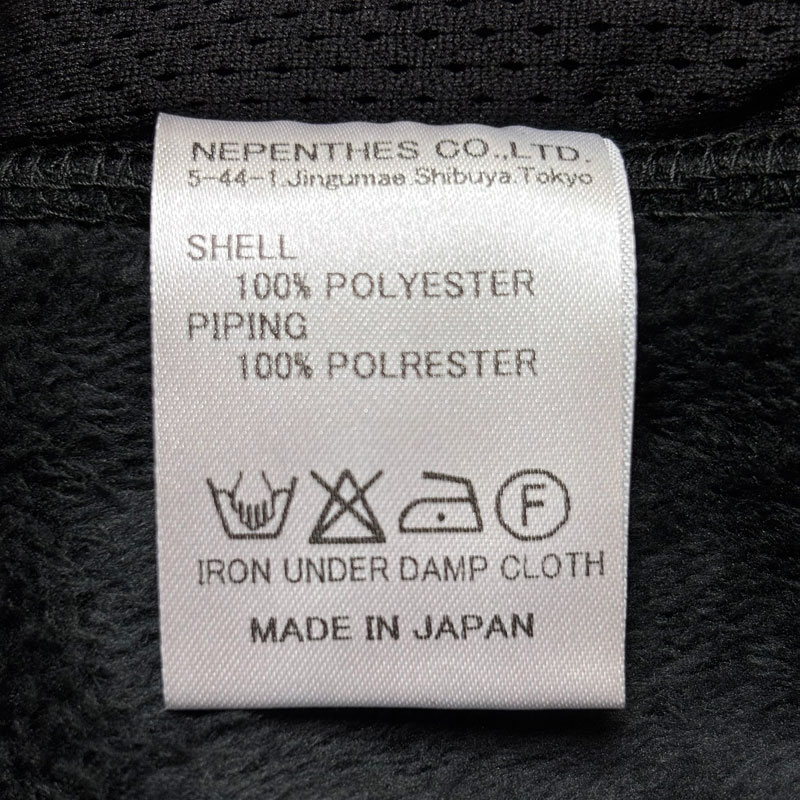 NEPENTHES CO.,LTD.
5-44-1.Jingumae.Shibuya.Tokyo
SHELL
100% POLYESTER
PIPING
100% POLRESTER
F
IRON UNDER DAMP CLOTH
MADE IN JAPAN